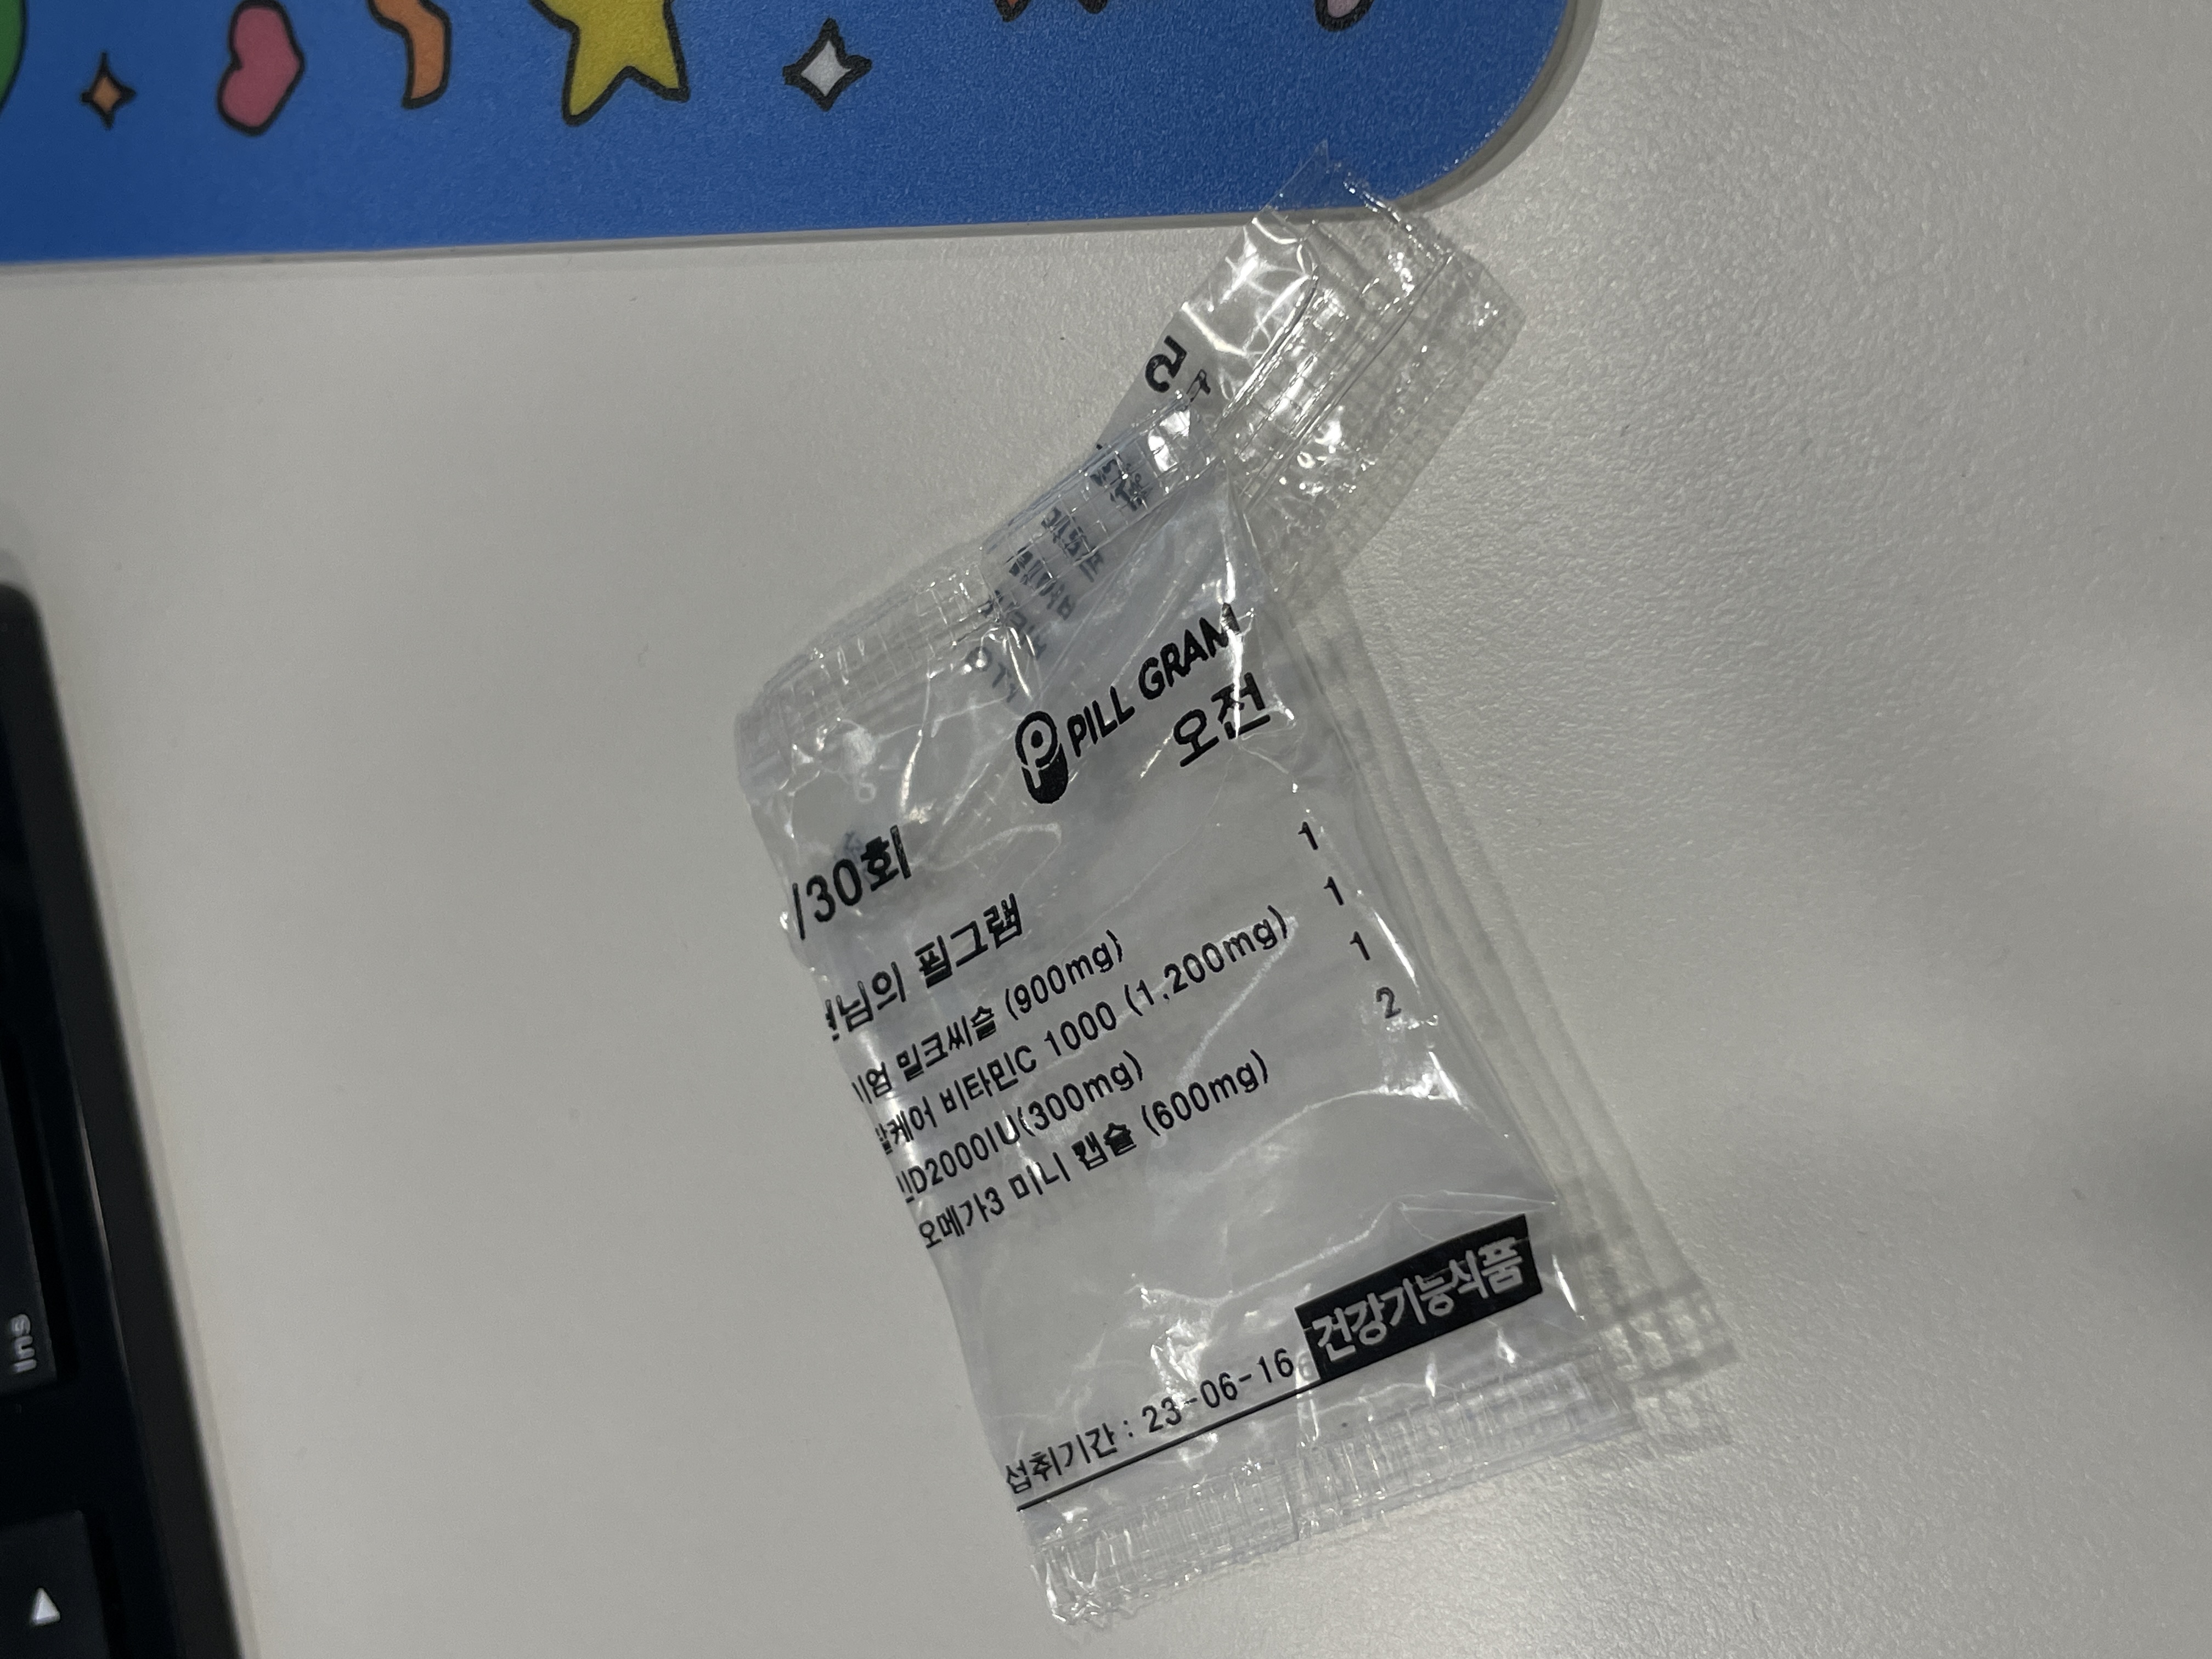 PILL GRAM
오전
/30회
님의 필그램
밀크씨슬 (900mg) 1
비타민C 1000 (1,200mg) 1
D2000IU(300mg) 1
오메가3 미니 캡슐 (600mg) 2
섭취기간 : 23-06-16
건강기능식품
Ins